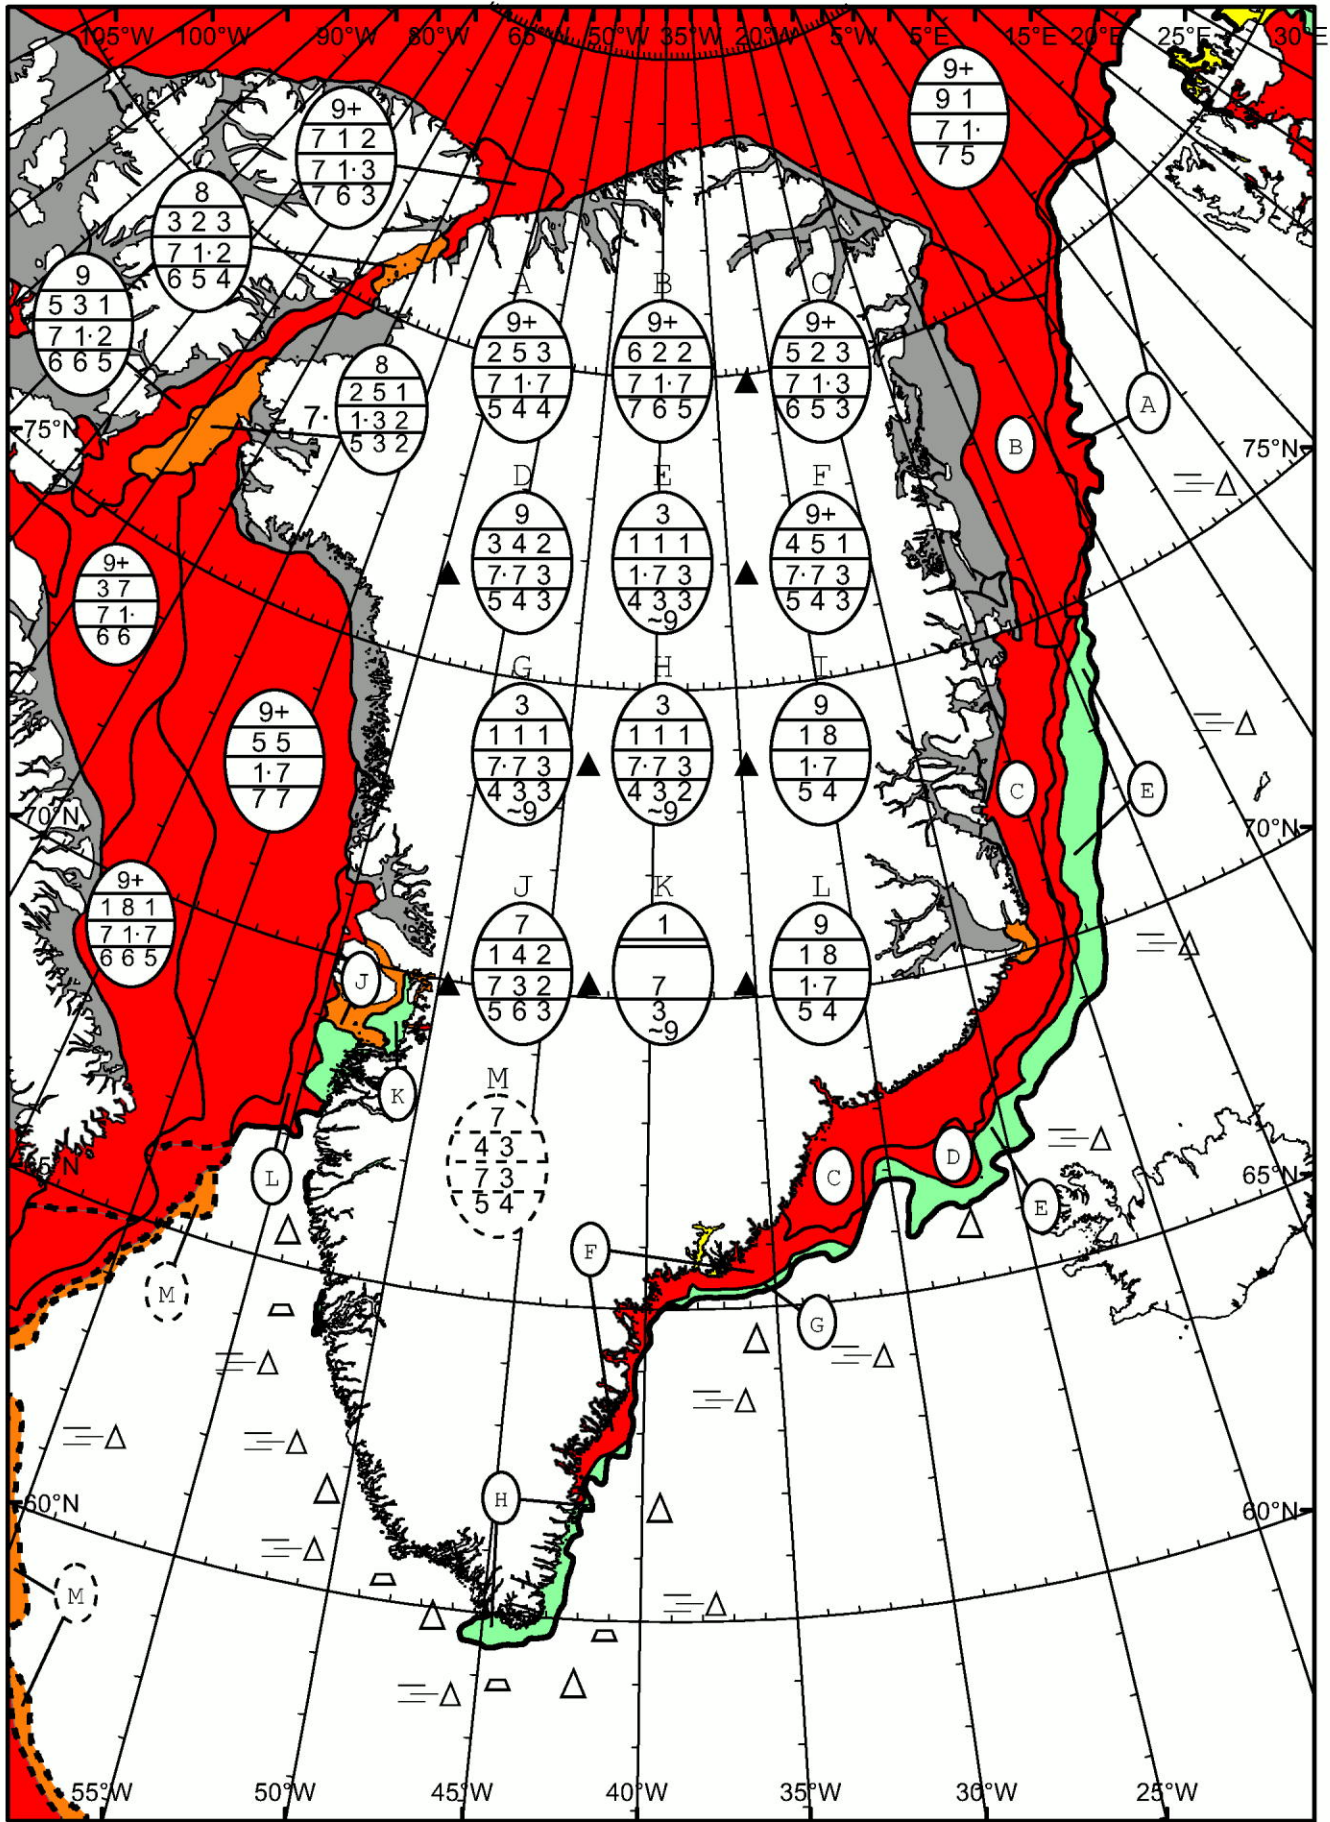 105°W 100°W 90°W 80°W 65°W 50°W 35°W 20°W 5°W 5°E 15°E 20°E 25°E 30°E
9+
9 1
7 1·
7 5
9+
7 1 2
7 1·3
7 6 3
8
3 2 3
7 1·2
6 5 4
9
5 3 1
7 1·2
6 6 5
8
2 5 1
7·
1·3 2
5 3 2
A
9+
2 5 3
7 1·7
5 4 4
B
9+
6 2 2
7 1·7
7 6 5
C
9+
5 2 3
7 1·3
6 5 3
A
75°N
B
75°N
D
9
3 4 2
7·7 3
5 4 3
E
3
1 1 1
1·7 3
4 3 3
~9
F
9+
4 5 1
7·7 3
5 4 3
9+
3 7
7 1·
6 6
G
3
1 1 1
7·7 3
4 3 3
~9
H
3
1 1 1
7·7 3
4 3 2
~9
I
9
1 8
1·7
5 4
9+
5 5
1·7
7 7
C
E
70°N
70°N
9+
1 8 1
7 1·7
6 6 5
J
7
1 4 2
7 3 2
5 6 3
K
1
7
3
~9
L
9
1 8
1·7
5 4
J
K
M
7
4 3
7 3
5 4
65°N
L
C
D
E
65°N
M
F
G
60°N
H
60°N
M
55°W 50°W 45°W 40°W 35°W 30°W 25°W